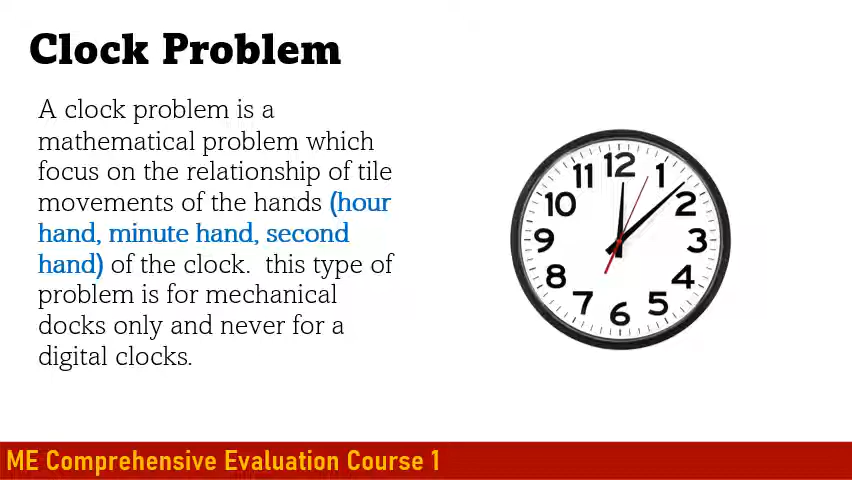 Clock Problem
A clock problem is a
mathematical problem which
focus on the relationship of tile
movements of the hands (hour
hand, minute hand, second
hand) of the clock.  this type of
problem is for mechanical
docks only and never for a
digital clocks.
12
11
1
10
2
9
3
8
4
7
5
6
ME Comprehensive Evaluation Course 1